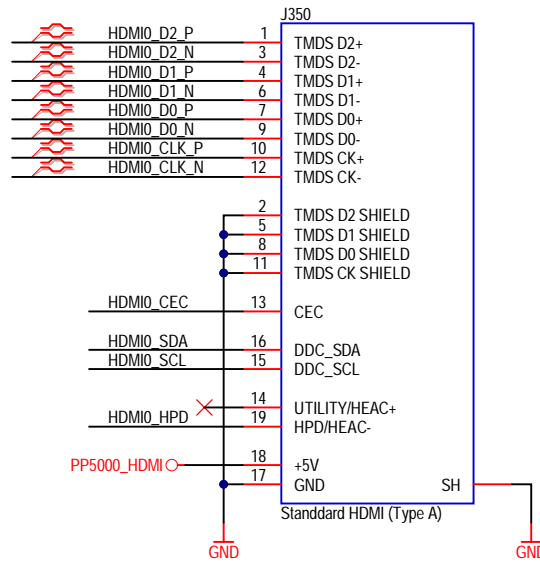 J350
HDMI0_D2_P 1 TMDS D2+
HDMI0_D2_N 3 TMDS D2-
HDMI0_D1_P 4 TMDS D1+
HDMI0_D1_N 6 TMDS D1-
HDMI0_D0_P 7 TMDS D0+
HDMI0_D0_N 9 TMDS D0-
HDMI0_CLK_P 10 TMDS CK+
HDMI0_CLK_N 12 TMDS CK-
2 TMDS D2 SHIELD
5 TMDS D1 SHIELD
8 TMDS D0 SHIELD
11 TMDS CK SHIELD
HDMI0_CEC 13 CEC
HDMI0_SDA 16 DDC_SDA
HDMI0_SCL 15 DDC_SCL
14 UTILITY/HEAC+
HDMI0_HPD 19 HPD/HEAC-
PP5000_HDMI 18 +5V
17 GND SH
Standdard HDMI (Type A)
GND GND